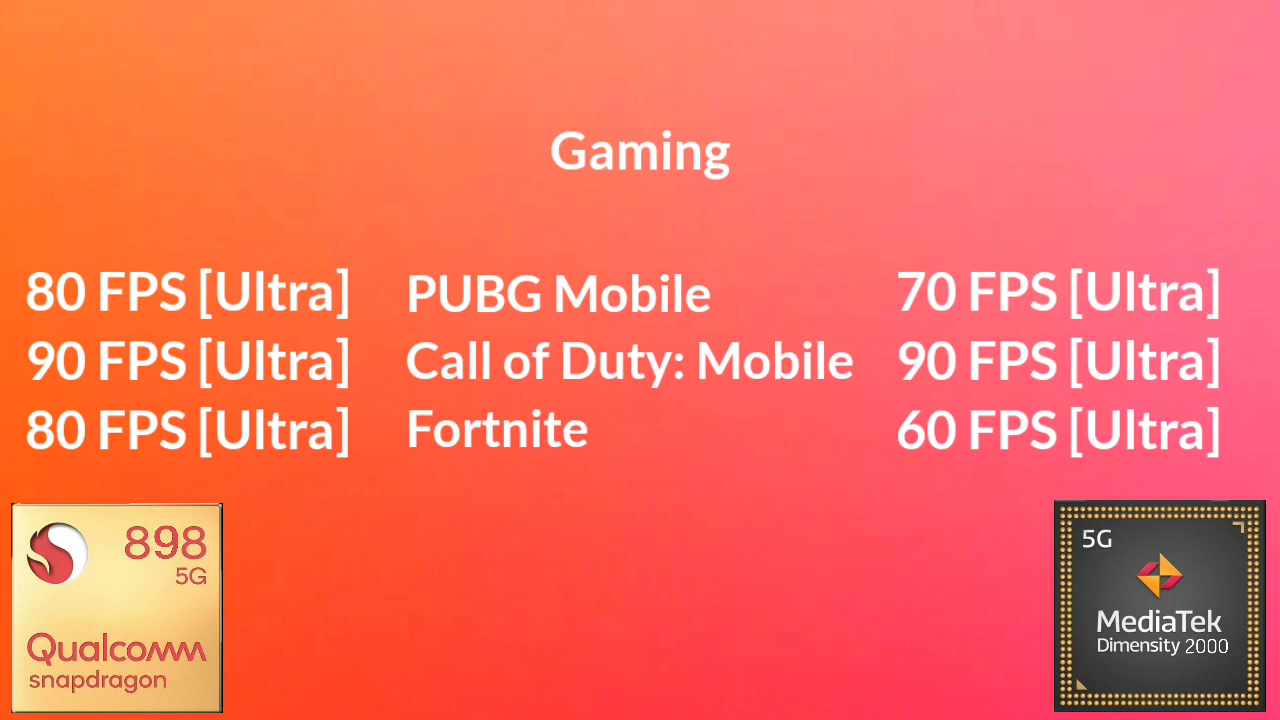 Gaming
80 FPS [Ultra] PUBG Mobile 70 FPS [Ultra]
90 FPS [Ultra] Call of Duty: Mobile 90 FPS [Ultra]
80 FPS [Ultra] Fortnite 60 FPS [Ultra]
898
5G
Qualcomm
snapdragon
5G
MediaTek
Dimensity 2000